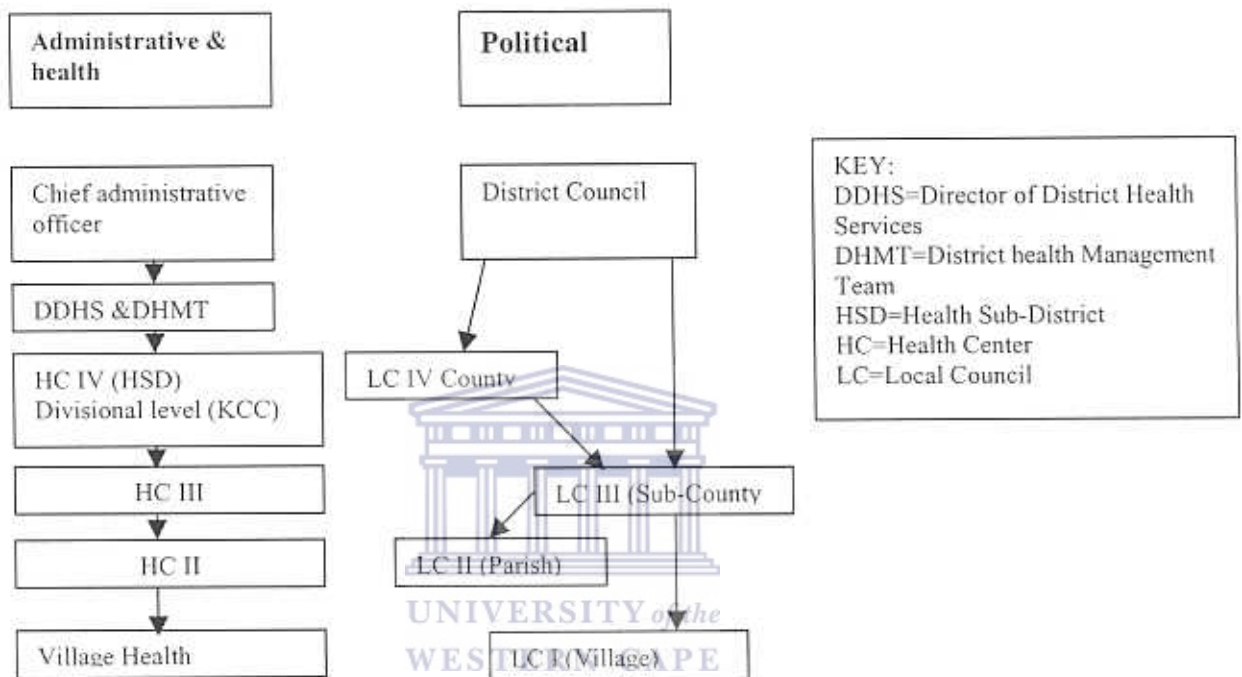 Administrative &
health
Political
Chief administrative
officer
District Council
KEY:
DDHS=Director of District Health
Services
DHMT=District health Management
Team
HSD=Health Sub-District
HC=Health Center
LC=Local Council
DDHS &DHMT
HC IV (HSD)
Divisional level (KCC)
LC IV County
HC III
LC III (Sub-County
HC II
LC II (Parish)
UNIVERSITY of the
WESTERN CAPE
Village Health
LC I (Village)